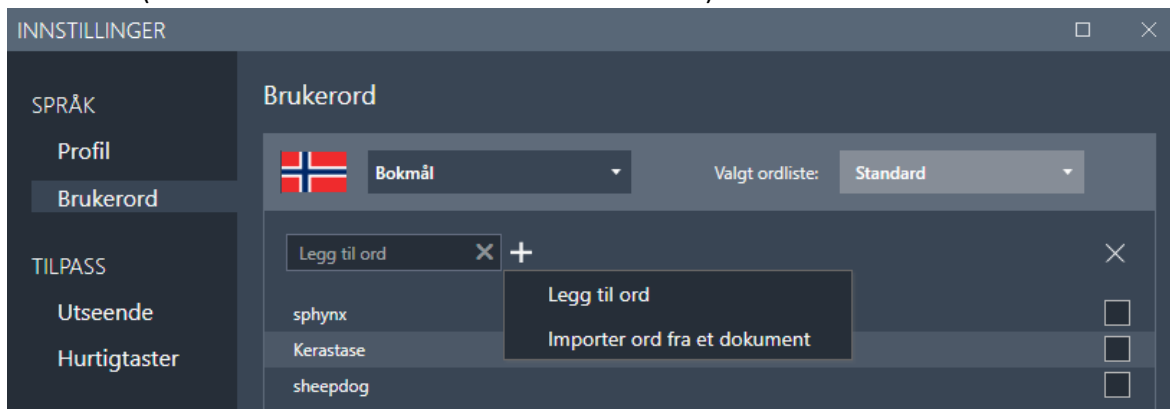 INNSTILLINGER
SPRÅK
Profil
Brukerord
TILPASS
Utseende
Hurtigtaster
Brukerord
Bokmål
Valgt ordliste: Standard
Legg til ord
Legg til ord
Importer ord fra et dokument
sphynx
Kerastase
sheepdog